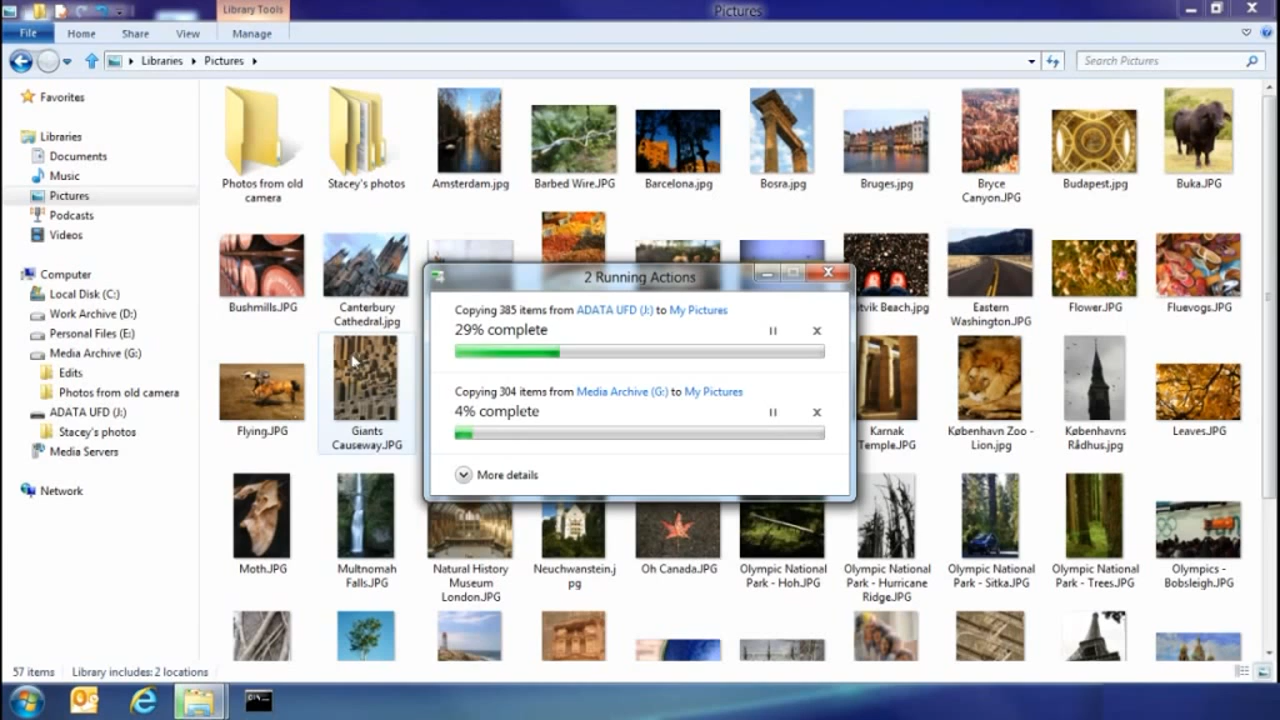 Library Tools
Pictures
File
Home
Share
View
Manage
Libraries
Pictures
Search Pictures
Favorites
Libraries
Documents
Music
Pictures
Podcasts
Videos
Computer
Local Disk (C:)
Work Archive (D:)
Personal Files (E:)
Media Archive (G:)
Edits
Photos from old camera
ADATA UFD (J:)
Stacey's photos
Media Servers
Network
Photos from old
camera
Stacey's photos
Amsterdam.jpg
Barbed Wire.JPG
Barcelona.jpg
Bosra.jpg
Bruges.jpg
Bryce
Canyon.JPG
Budapest.jpg
Buka.JPG
Bushmills.JPG
Canterbury
Cathedral.jpg
Beach.jpg
Eastern
Washington.JPG
Flower.JPG
Fluevogs.JPG
2 Running Actions
Copying 385 items from ADATA UFD (J:) to My Pictures
29% complete
Copying 304 items from Media Archive (G:) to My Pictures
4% complete
More details
Flying.JPG
Giants
Causeway.JPG
Karnak
Temple.JPG
København Zoo -
Lion.jpg
Københavns
Rådhus.jpg
Leaves.JPG
Moth.JPG
Multnomah
Falls.JPG
Natural History
Museum
London.JPG
Neuchwanstein.j
pg
Oh Canada.JPG
Olympic National
Park - Hoh.JPG
Olympic National
Park - Hurricane
Ridge.JPG
Olympic National
Park - Sitka.JPG
Olympic National
Park - Trees.JPG
Olympics -
Bobsleigh.JPG
57 items
Library includes: 2 locations